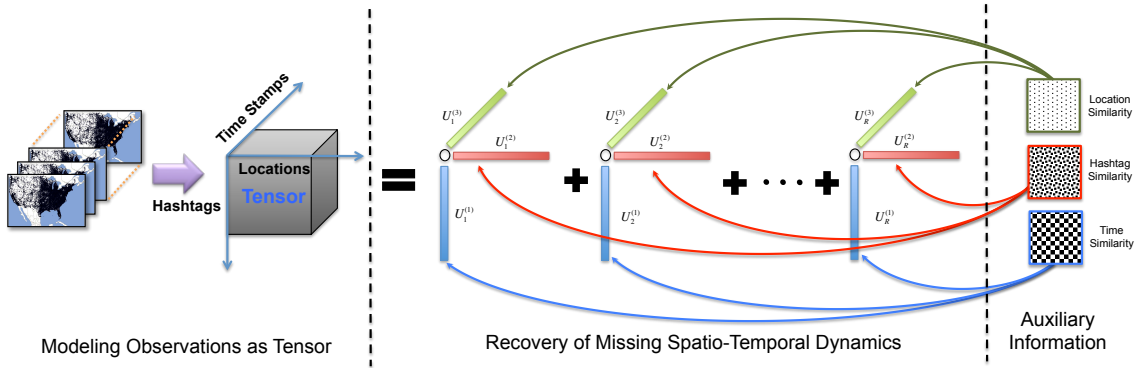 Time Stamps
Locations
Tensor
Hashtags
Modeling Observations as Tensor
=
U_1^{(3)}
U_1^{(2)}
U_1^{(1)}
+
U_2^{(3)}
U_2^{(2)}
U_2^{(1)}
+ ··· +
U_R^{(3)}
U_R^{(2)}
U_R^{(1)}
Recovery of Missing Spatio-Temporal Dynamics
Location
Similarity
Hashtag
Similarity
Time
Similarity
Auxiliary
Information